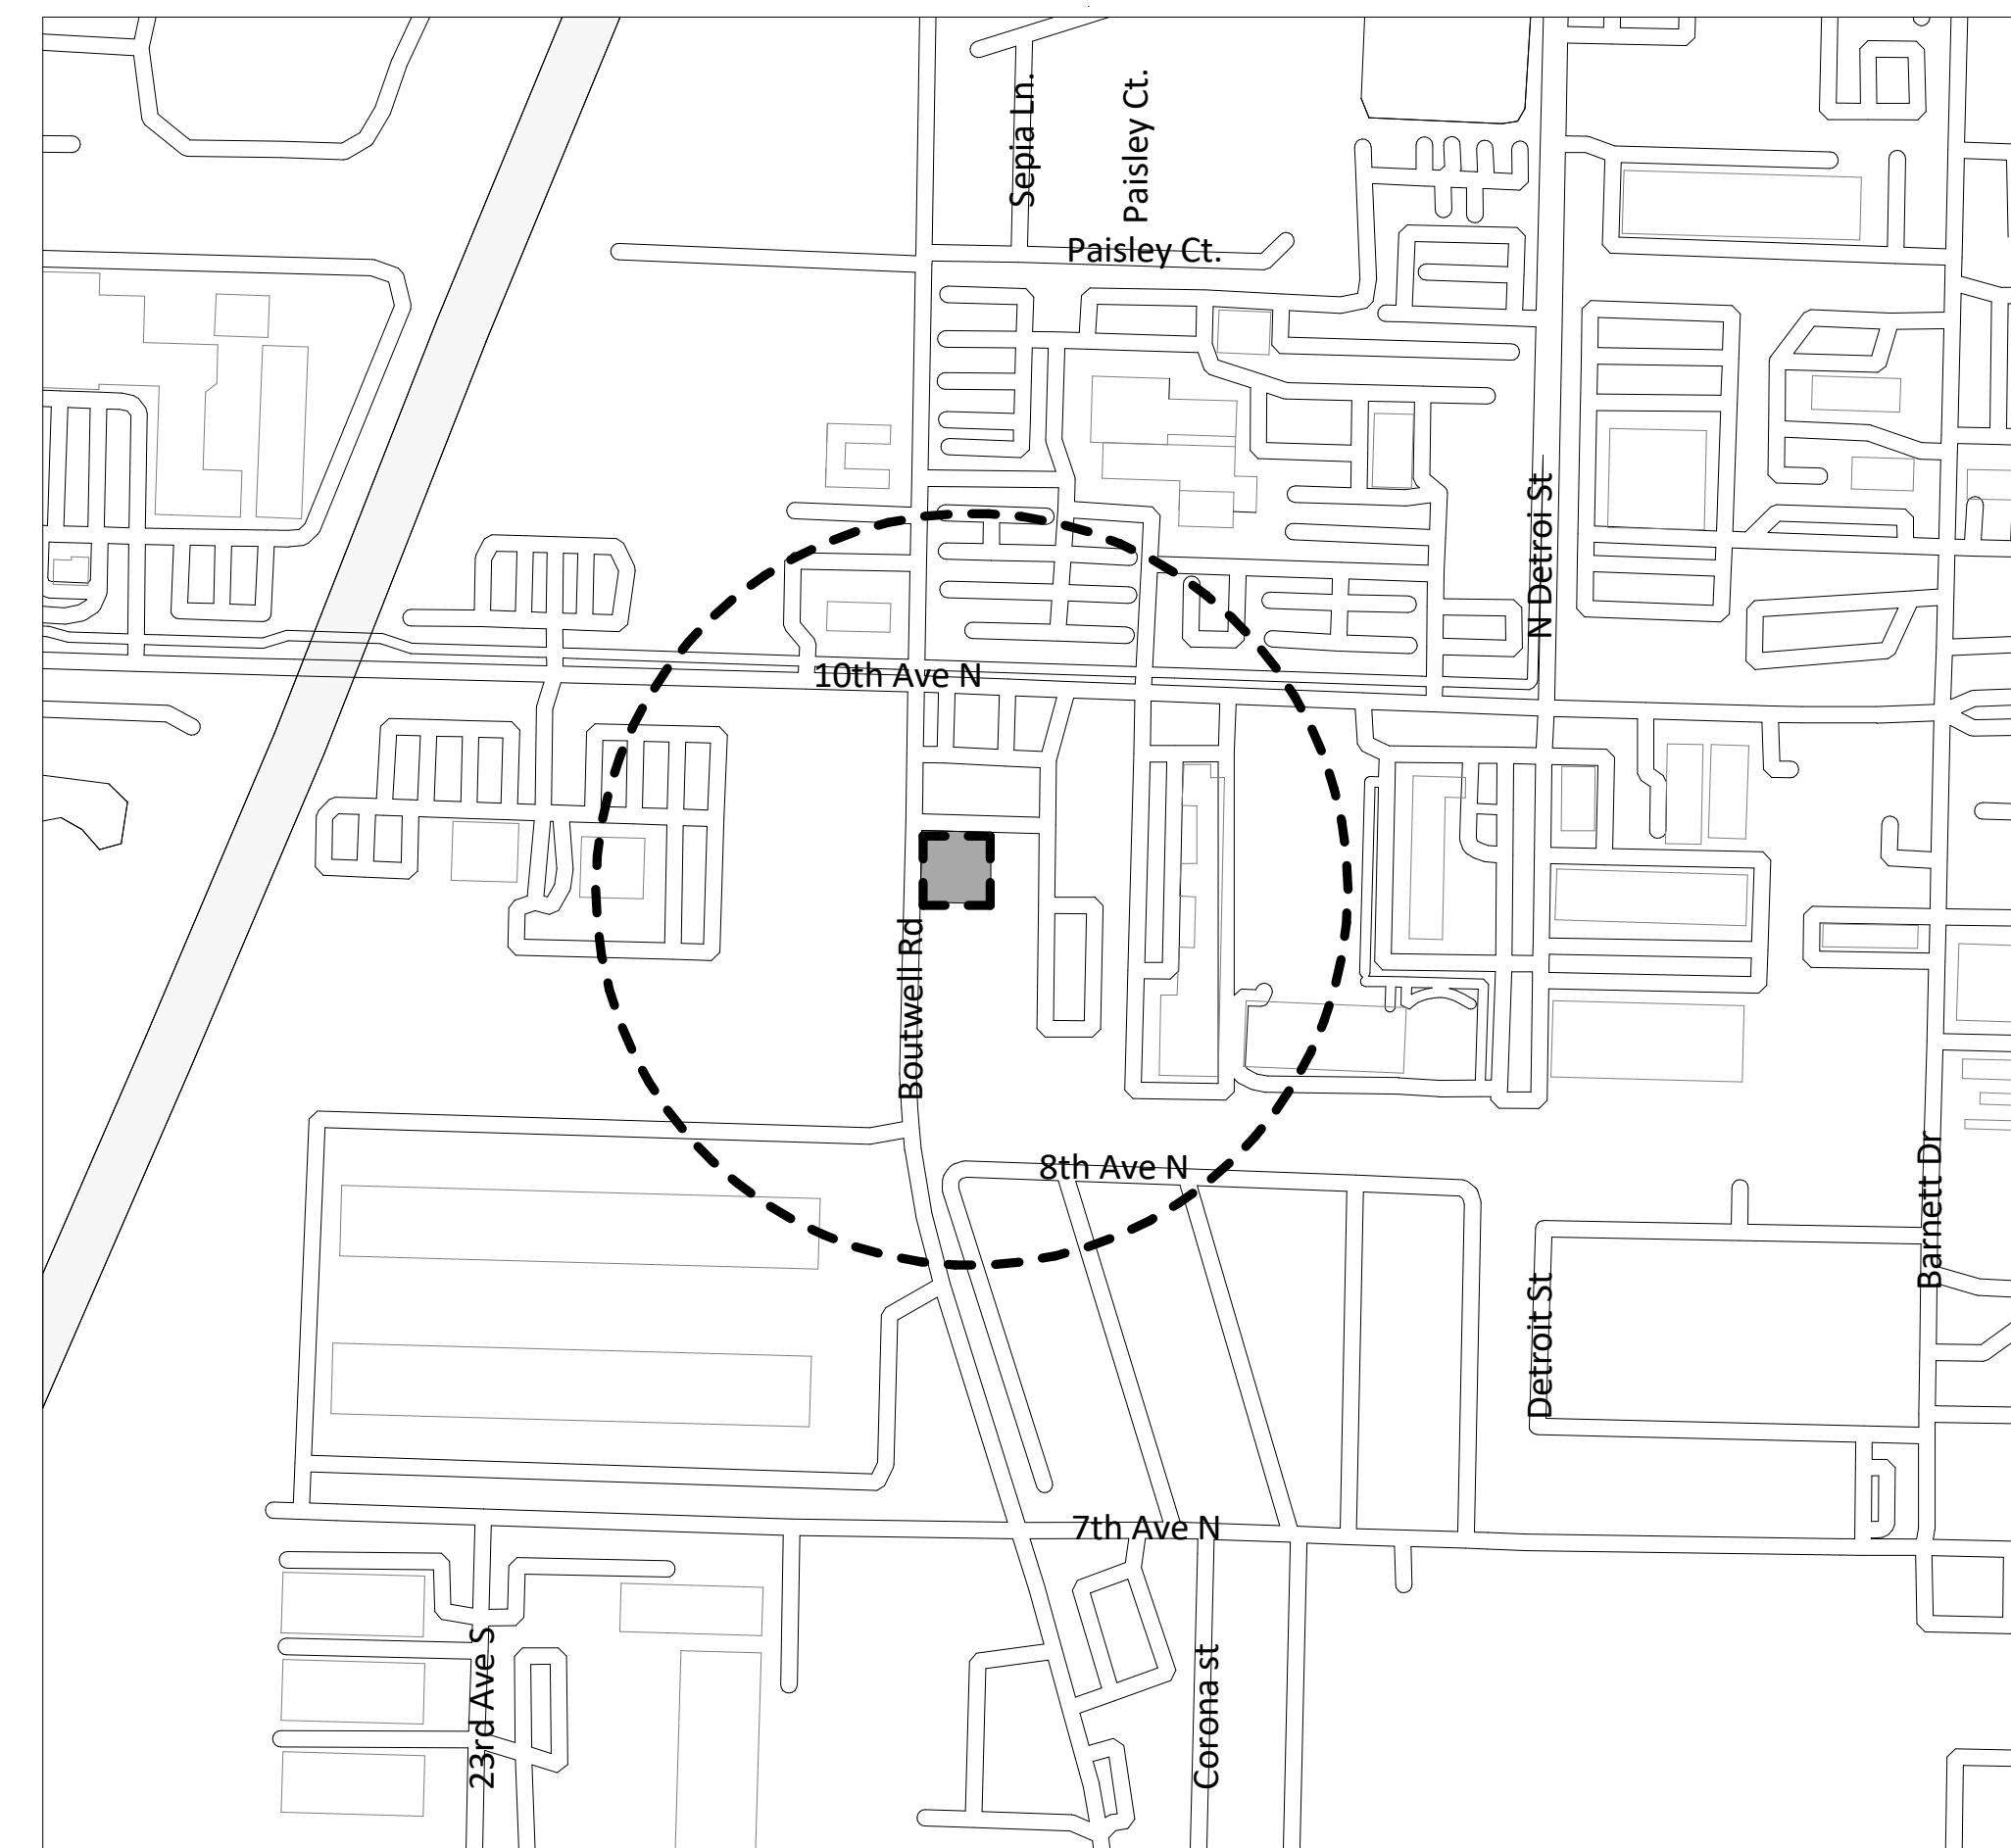 Sepia Ln.
Paisley Ct.
Paisley Ct.
N Detroi St
10th Ave N
Boutwell Rd
8th Ave N
Barnett Dr
Detroit St
7th Ave N
23rd Ave S
Corona st